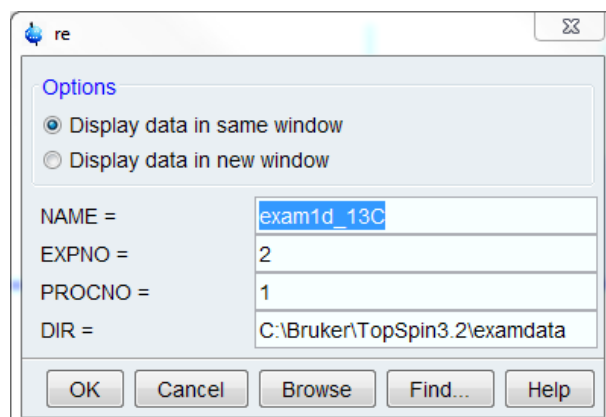 re
Options
Display data in same window
Display data in new window
NAME = exam1d_13C
EXPNO = 2
PROCNO = 1
DIR = C:\Bruker\TopSpin3.2\examdata
OK Cancel Browse Find... Help